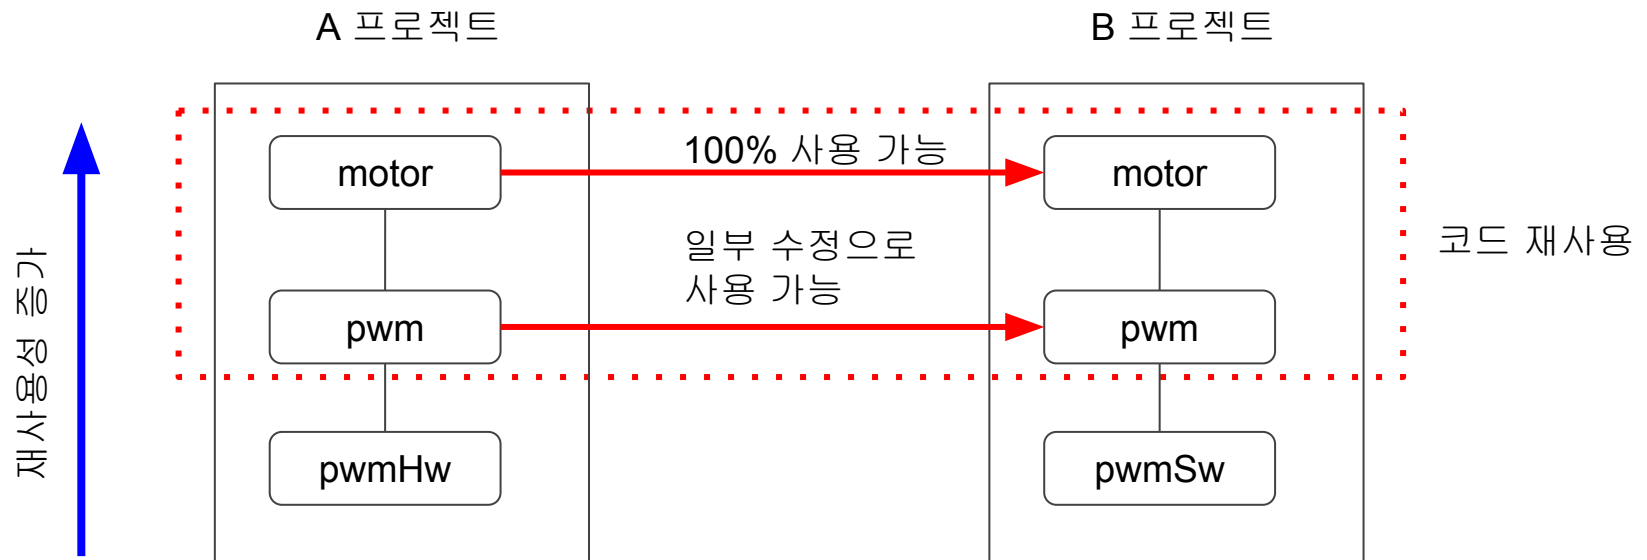 A 프로젝트
B 프로젝트
motor
100% 사용 가능
motor
일부 수정으로
사용 가능
코드 재사용
재사용성 증가
pwm
pwm
pwmHw
pwmSw